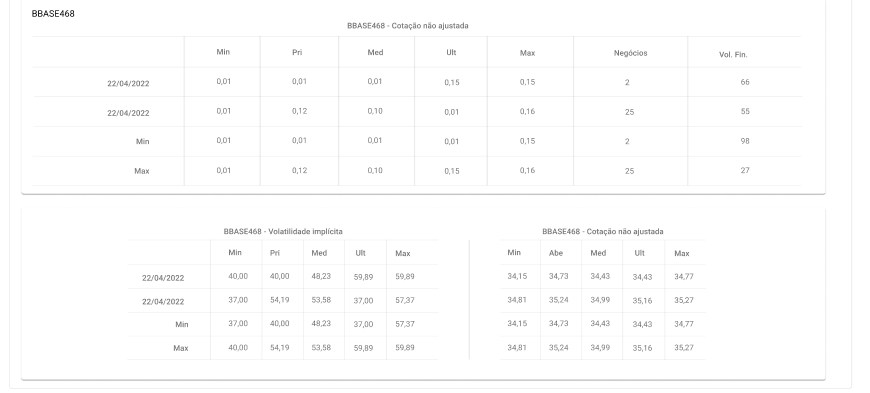 BBASE468
BBASE468 - Cotação não ajustada
Min Pri Med Ult Max Negócios Vol. Fin.
22/04/2022 0,01 0,01 0,01 0,15 0,15 2 66
22/04/2022 0,01 0,12 0,10 0,01 0,16 25 55
Min 0,01 0,01 0,01 0,01 0,15 2 98
Max 0,01 0,12 0,10 0,15 0,16 25 27
BBASE468 - Volatilidade implícita BBASE468 - Cotação não ajustada
Min Pri Med Ult Max Min Abe Med Ult Max
22/04/2022 40,00 40,00 48,23 59,89 59,89 34,15 34,73 34,43 34,43 34,77
22/04/2022 37,00 54,19 53,58 37,00 57,37 34,81 35,24 34,99 35,16 35,27
Min 37,00 40,00 48,23 37,00 57,37 34,15 34,73 34,43 34,43 34,77
Max 40,00 54,19 53,58 59,89 59,89 34,81 35,24 34,99 35,16 35,27